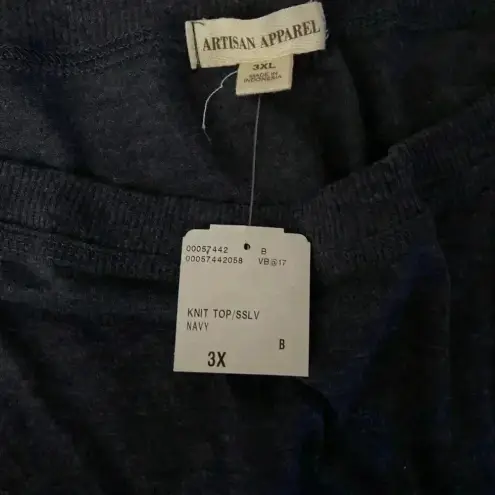 ARTISAN APPAREL
3XL
MADE IN
INDONESIA
00057442 B
00057442058 VB@17
KNIT TOP/SSLV
NAVY
B
3X